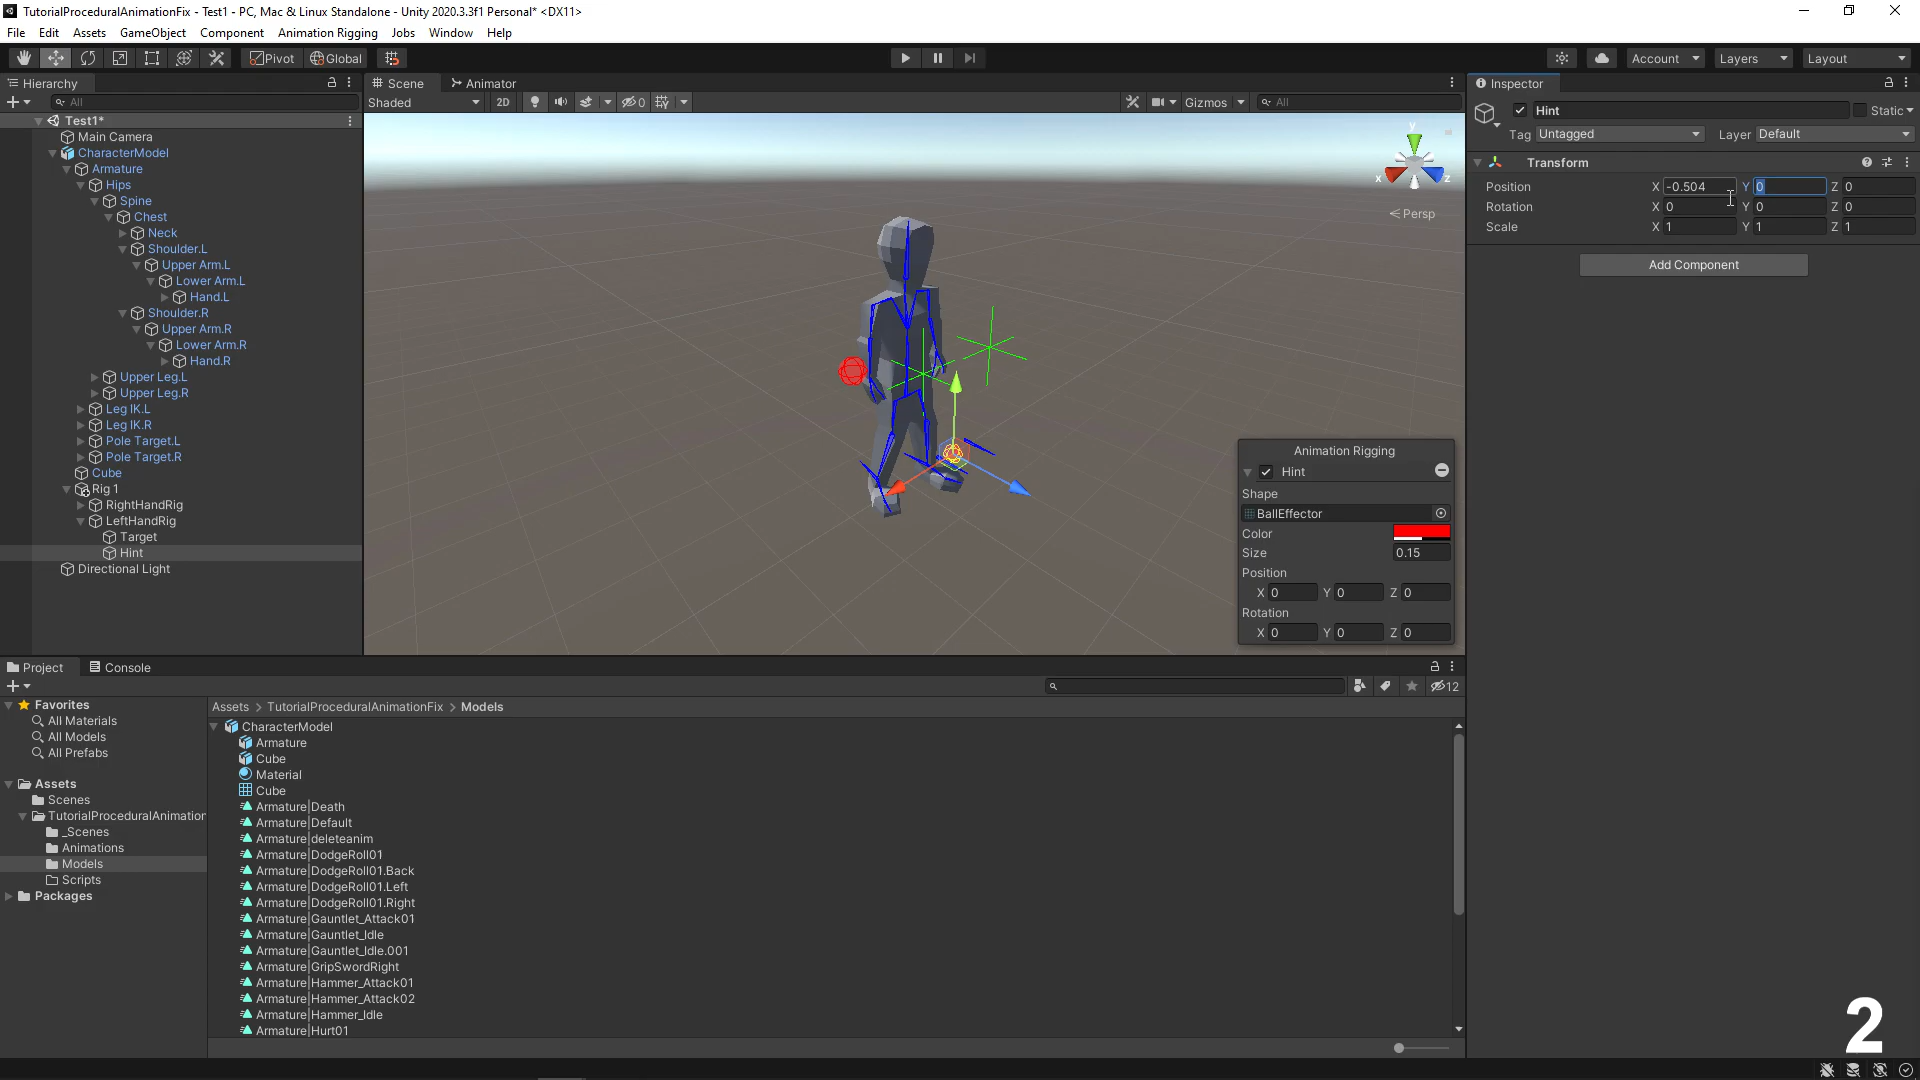 TutorialProceduralAnimationFix - Test1 - PC, Mac & Linux Standalone - Unity 2020.3.3f1 Personal* <DX11>
File Edit Assets GameObject Component Animation Rigging Jobs Window Help
Pivot Global Account Layers Layout
Hierarchy
All
Test1*
Main Camera
CharacterModel
Armature
Hips
Spine
Chest
Neck
Shoulder.L
Upper Arm.L
Lower Arm.L
Hand.L
Shoulder.R
Upper Arm.R
Lower Arm.R
Hand.R
Upper Leg.L
Upper Leg.R
Leg IK.L
Leg IK.R
Pole Target.L
Pole Target.R
Cube
Rig 1
RightHandRig
LeftHandRig
Target
Hint
Directional Light
Scene Animator
Shaded 2D 0 Gizmos All
y
x z
Persp
Animation Rigging
Hint
Shape
BallEffector
Color
Size 0.15
Position
X 0 Y 0 Z 0
Rotation
X 0 Y 0 Z 0
Inspector
Hint Static
Tag Untagged Layer Default
Transform
Position X -0.504 Y 0 Z 0
Rotation X 0 Y 0 Z 0
Scale X 1 Y 1 Z 1
Add Component
Project Console
12
Favorites
All Materials
All Models
All Prefabs
Assets
Scenes
TutorialProceduralAnimation
_Scenes
Animations
Models
Scripts
Packages
Assets > TutorialProceduralAnimationFix > Models
CharacterModel
Armature
Cube
Material
Cube
Armature|Death
Armature|Default
Armature|deleteanim
Armature|DodgeRoll01
Armature|DodgeRoll01.Back
Armature|DodgeRoll01.Left
Armature|DodgeRoll01.Right
Armature|Gauntlet_Attack01
Armature|Gauntlet_Idle
Armature|Gauntlet_Idle.001
Armature|GripSwordRight
Armature|Hammer_Attack01
Armature|Hammer_Attack02
Armature|Hammer_Idle
Armature|Hurt01
2